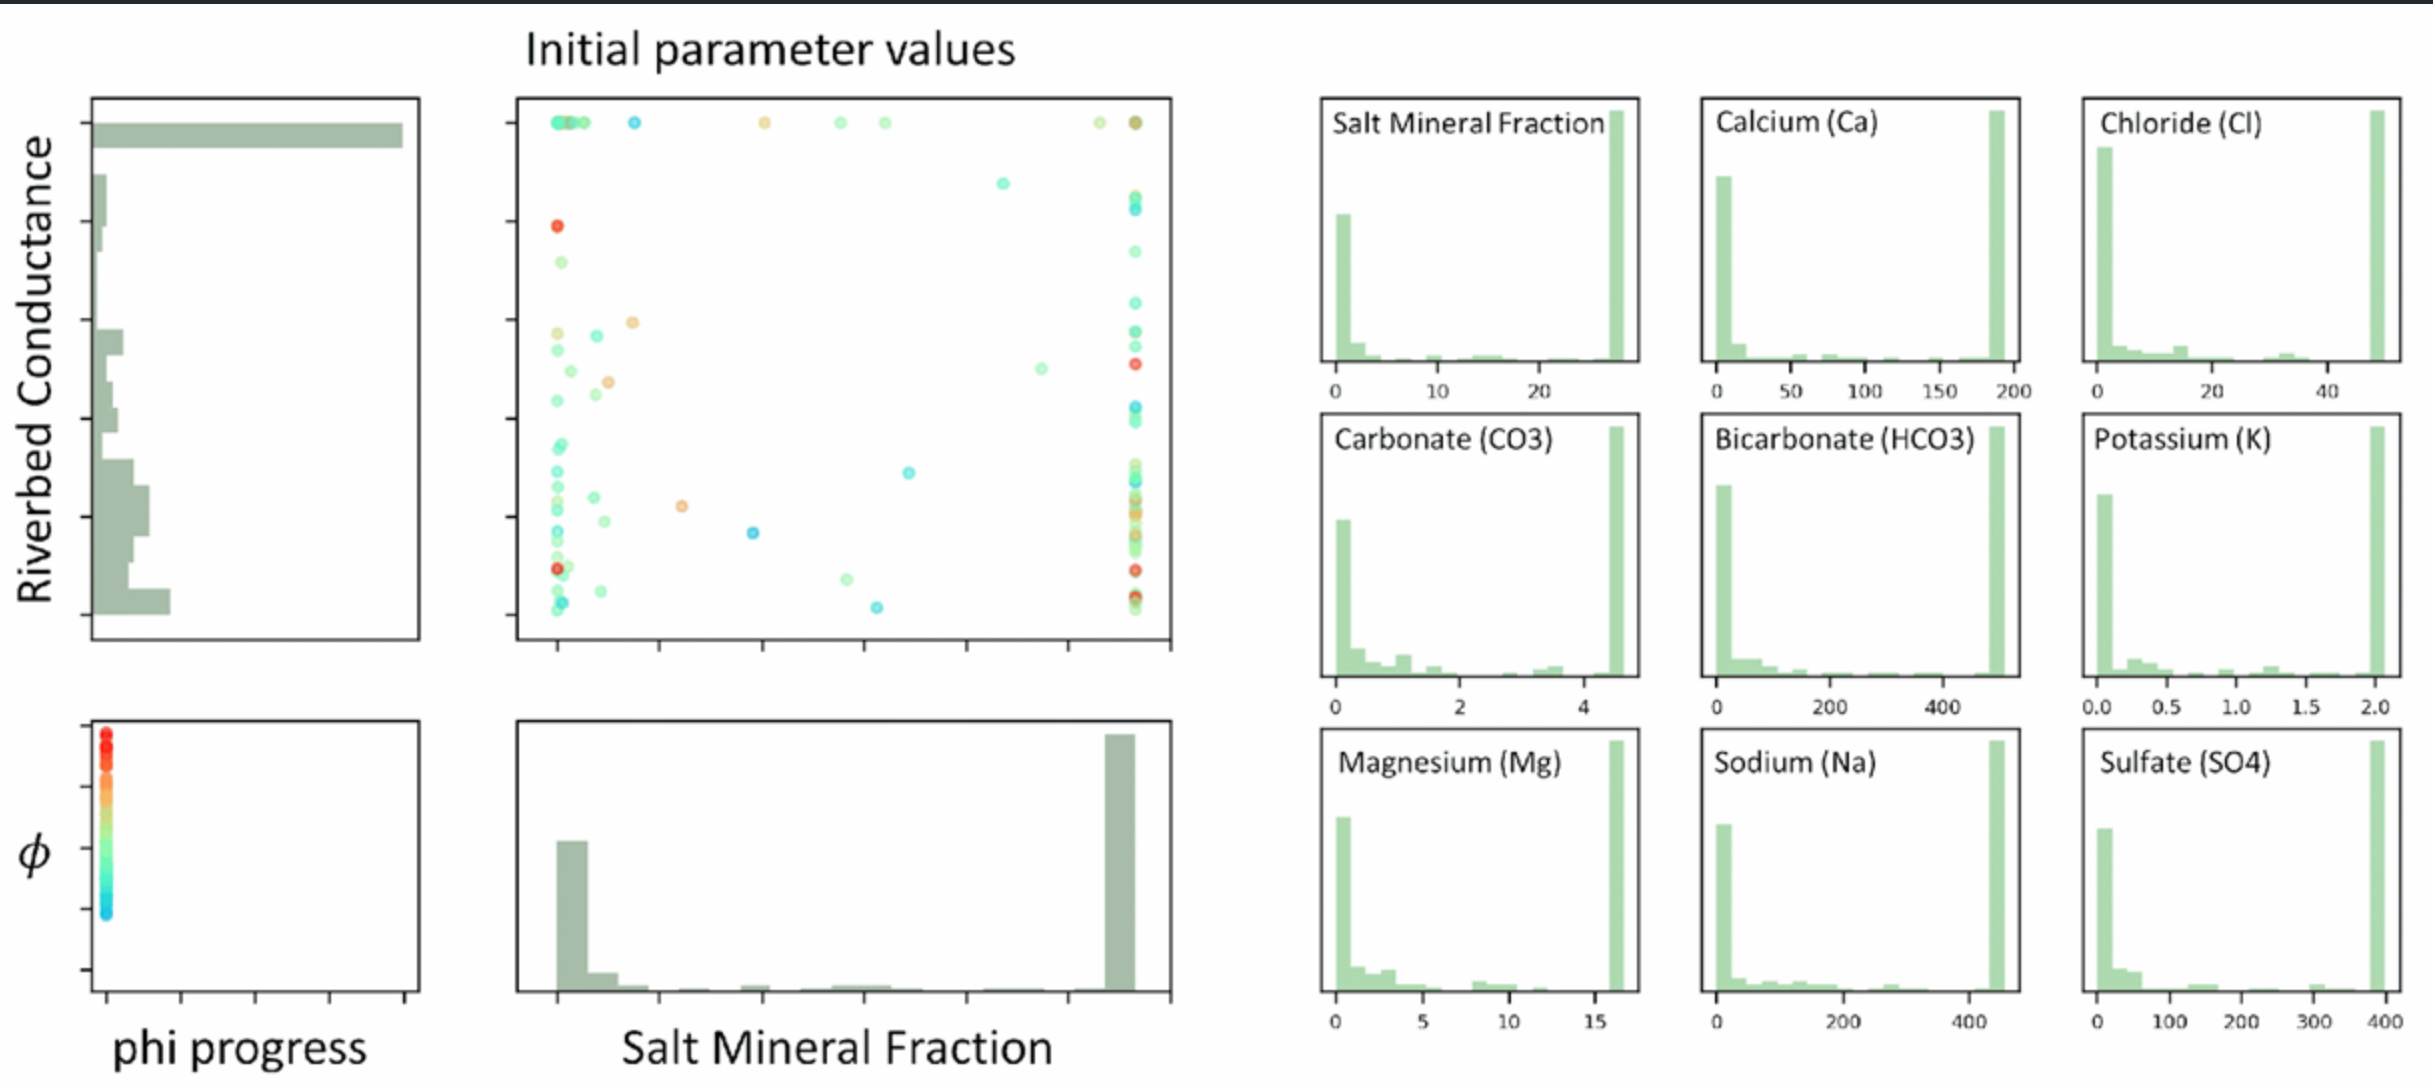 Initial parameter values
Riverbed Conductance
Salt Mineral Fraction
0 10 20
Calcium (Ca)
0 50 100 150 200
Chloride (Cl)
0 20 40
Carbonate (CO3)
0 2 4
Bicarbonate (HCO3)
0 200 400
Potassium (K)
0.0 0.5 1.0 1.5 2.0
ϕ
phi progress
Salt Mineral Fraction
Magnesium (Mg)
0 5 10 15
Sodium (Na)
0 200 400
Sulfate (SO4)
0 100 200 300 400